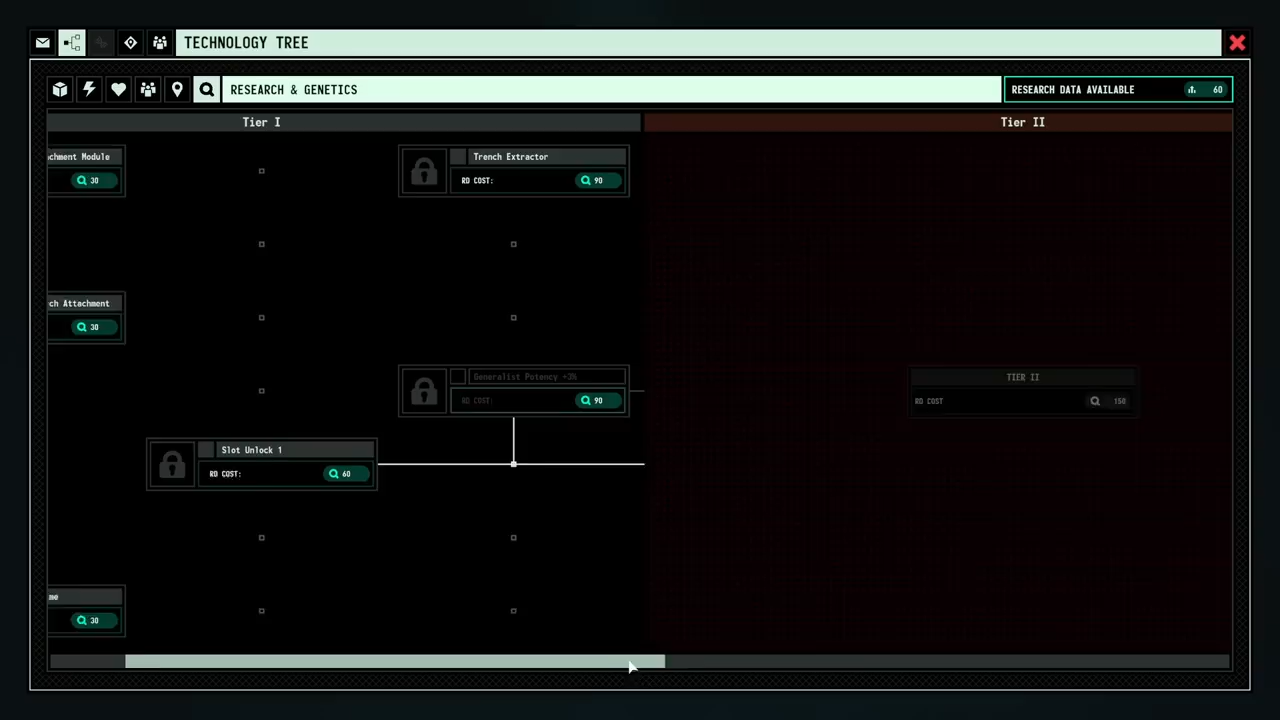 TECHNOLOGY TREE
RESEARCH & GENETICS
RESEARCH DATA AVAILABLE 60
Tier I
Tier II
chment Module
30
Trench Extractor
RD COST: 90
ch Attachment
30
Generalist Potency +3%
RD COST: 90
TIER II
RD COST 150
Slot Unlock 1
RD COST: 60
me
30